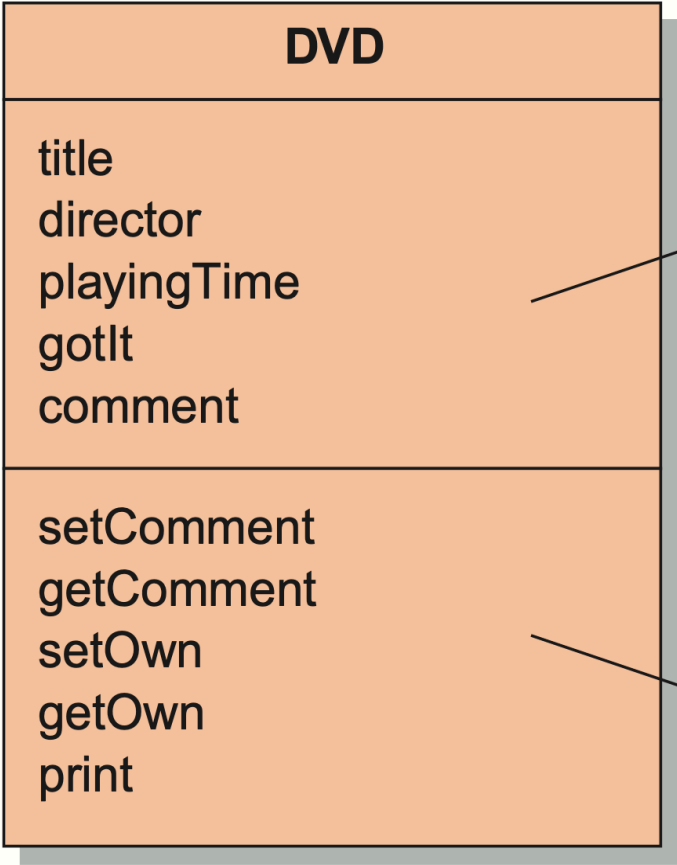 DVD
title
director
playingTime
gotIt
comment
setComment
getComment
setOwn
getOwn
print